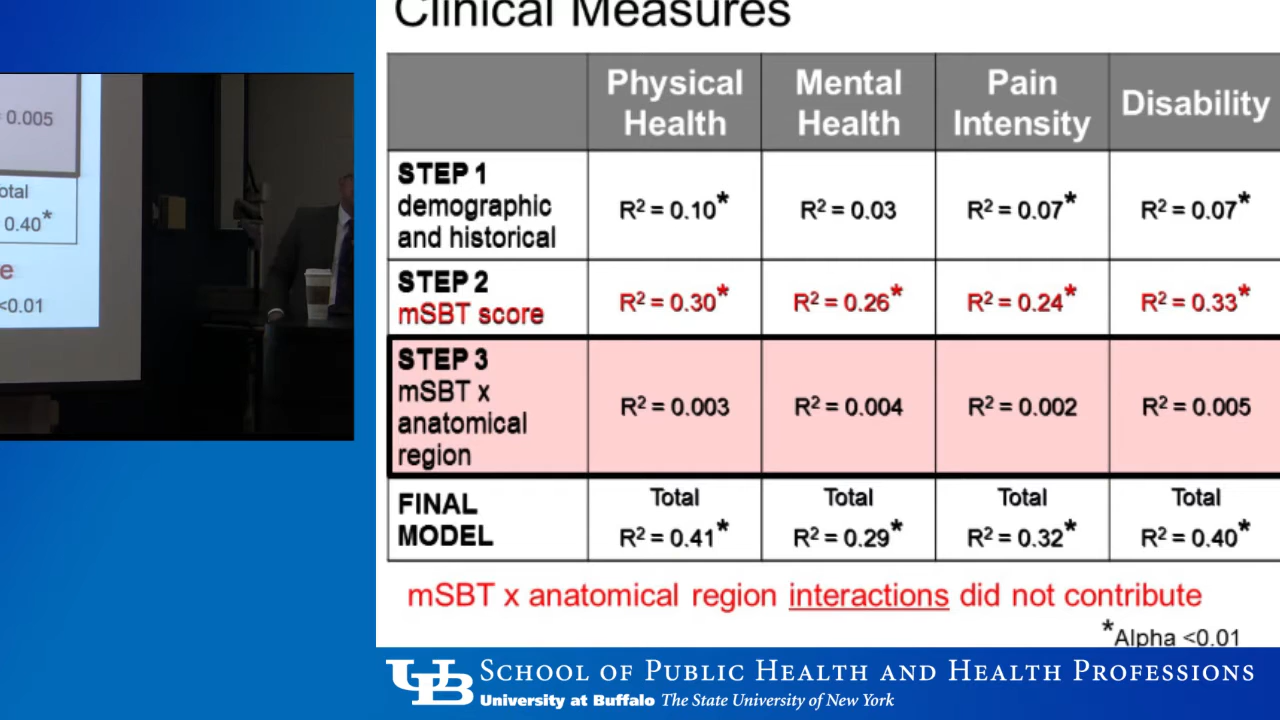 Clinical Measures
Physical Health
Mental Health
Pain Intensity
Disability
STEP 1
demographic
and historical
R² = 0.10*
R² = 0.03
R² = 0.07*
R² = 0.07*
STEP 2
mSBT score
R² = 0.30*
R² = 0.26*
R² = 0.24*
R² = 0.33*
STEP 3
mSBT x
anatomical
region
R² = 0.003
R² = 0.004
R² = 0.002
R² = 0.005
FINAL
MODEL
Total
R² = 0.41*
Total
R² = 0.29*
Total
R² = 0.32*
Total
R² = 0.40*
mSBT x anatomical region interactions did not contribute
*Alpha <0.01
0.005
otal
0.40*
e
<0.01
UB
SCHOOL OF PUBLIC HEALTH AND HEALTH PROFESSIONS
University at Buffalo The State University of New York